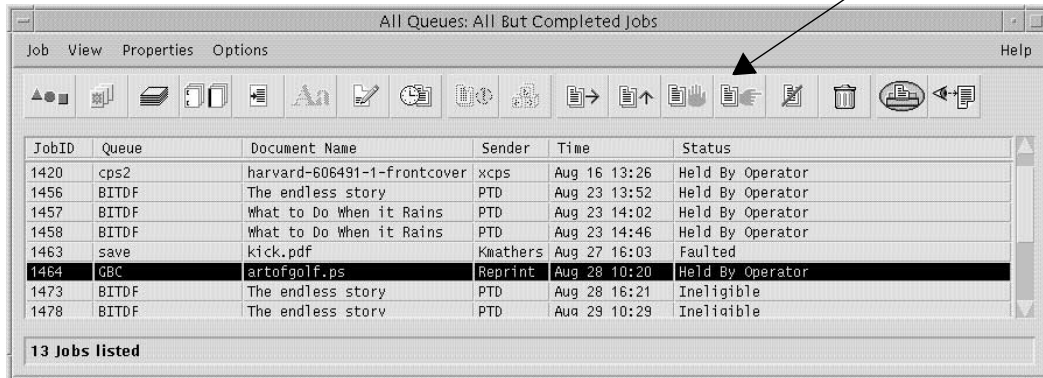 All Queues: All But Completed Jobs
Job View Properties Options Help
Aa
JobID Queue Document Name Sender Time Status
1420 cps2 harvard-606491-1-frontcover xcps Aug 16 13:26 Held By Operator
1456 BITDF The endless story PTD Aug 23 13:52 Held By Operator
1457 BITDF What to Do When it Rains PTD Aug 23 14:02 Held By Operator
1458 BITDF What to Do When it Rains PTD Aug 23 14:46 Held By Operator
1463 save kick.pdf Kmathers Aug 27 16:03 Faulted
1464 GBC artofgolf.ps Reprint Aug 28 10:20 Held By Operator
1473 BITDF The endless story PTD Aug 28 16:21 Ineligible
1478 BITDF The endless story PTD Aug 29 10:29 Ineligible
13 Jobs listed